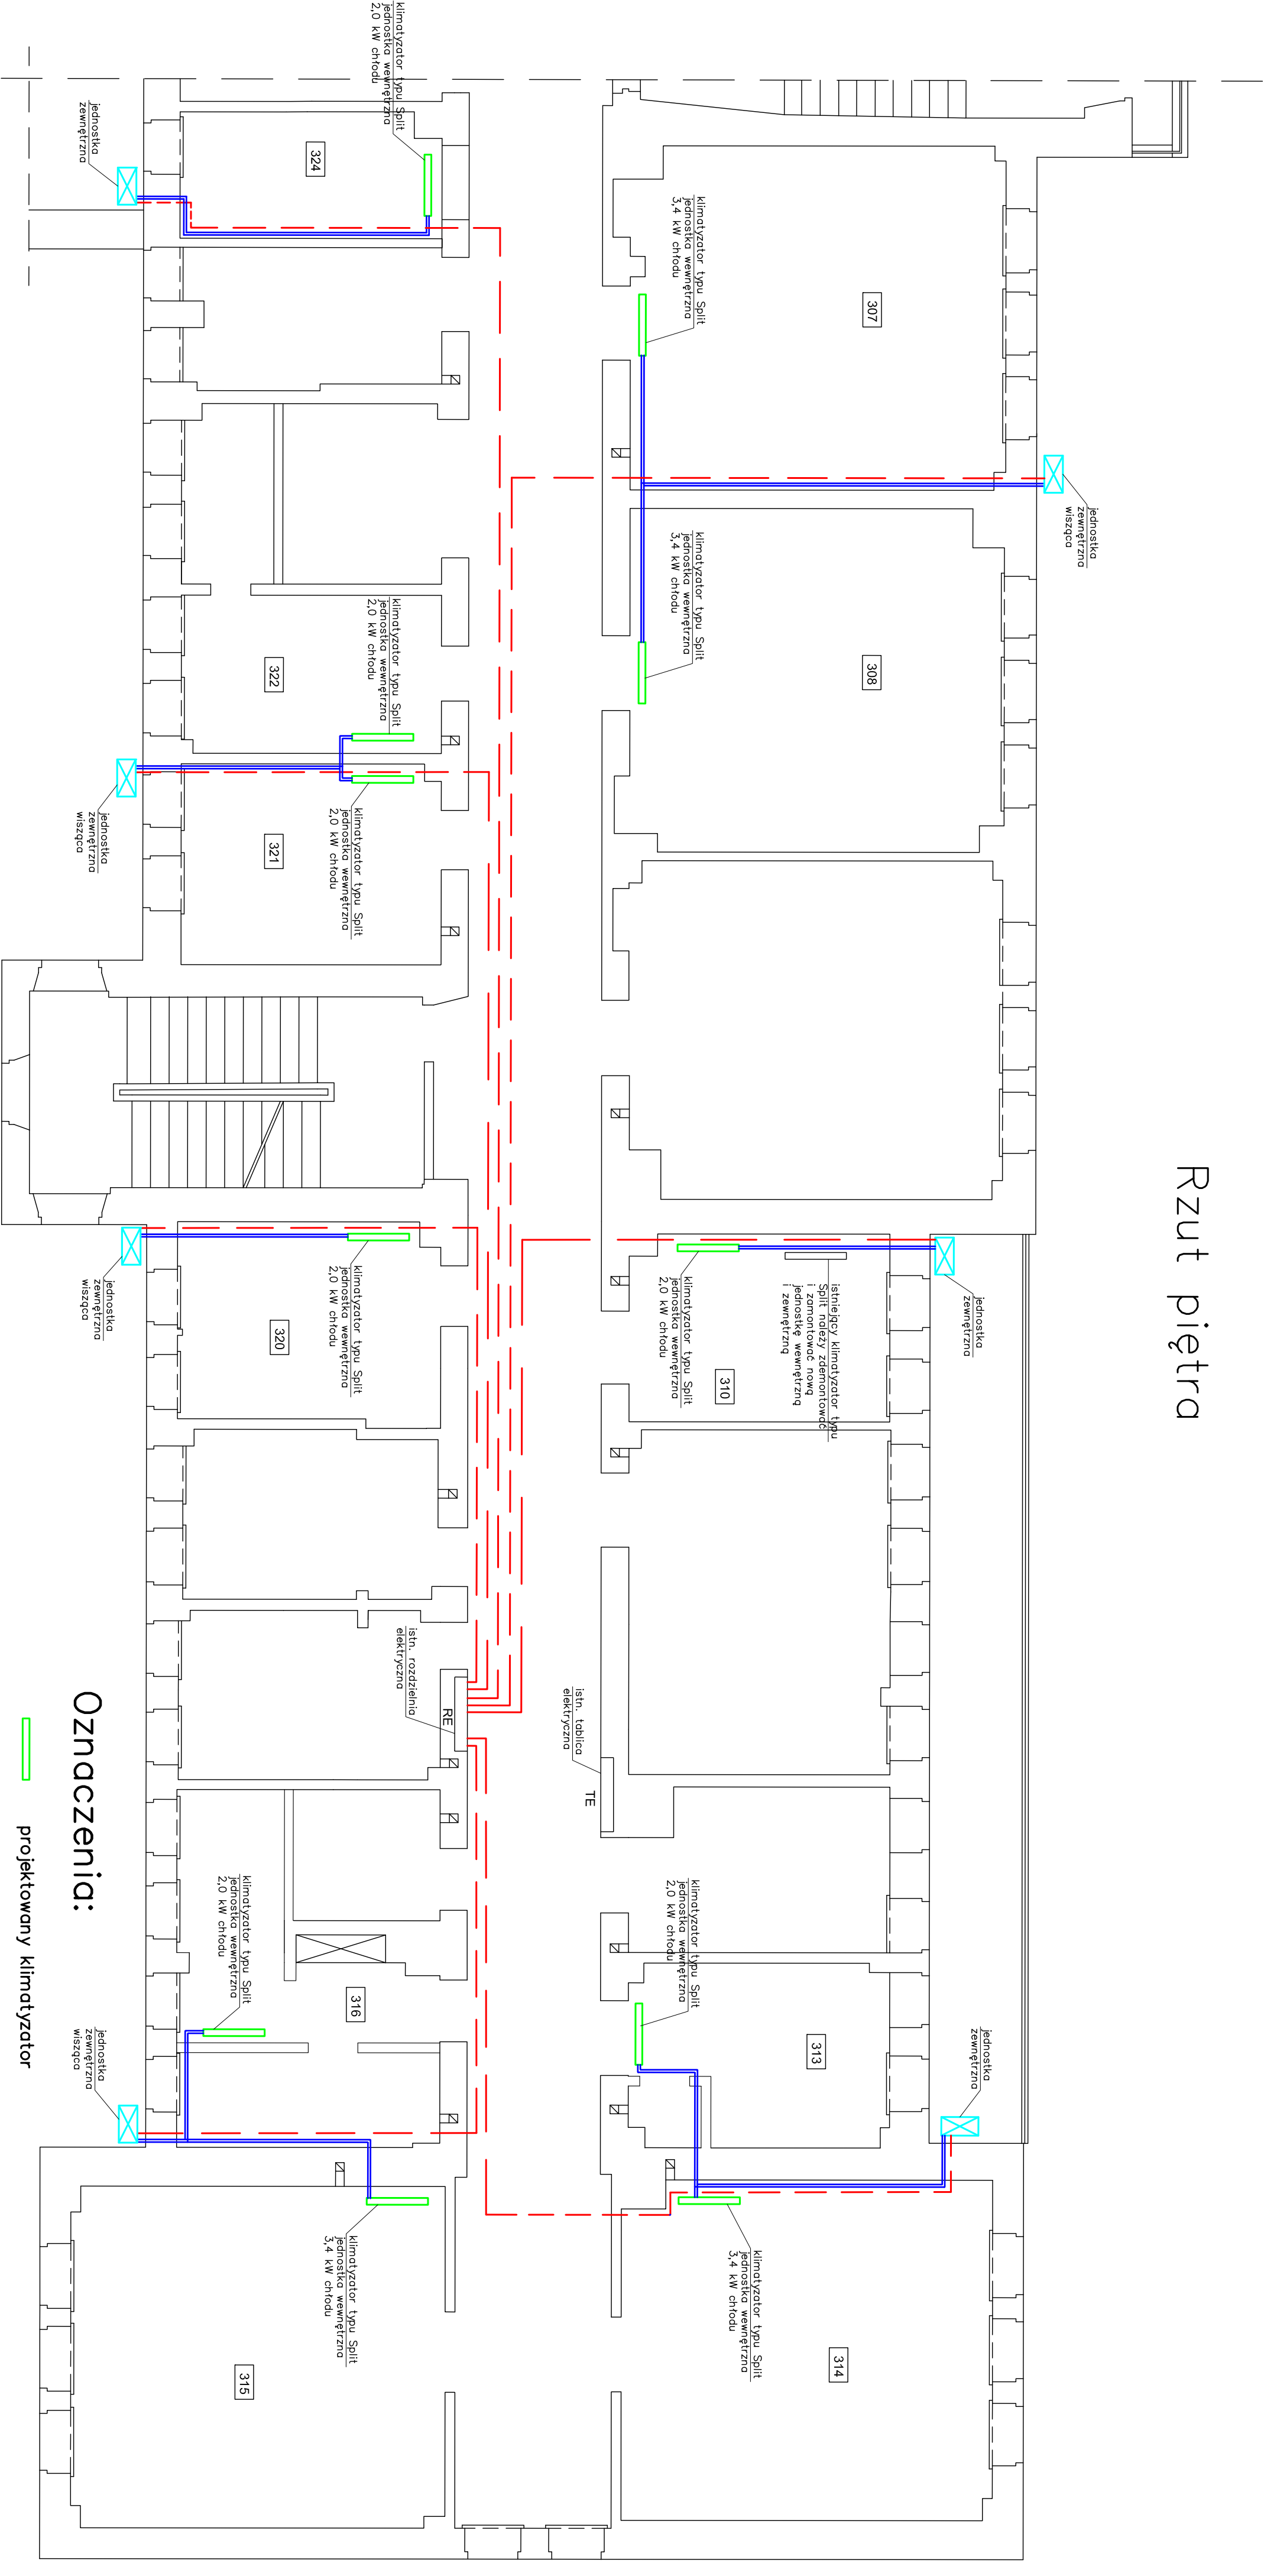 Rzut piętra
jednostka
zewnętrzna
wisząca
307
klimatyzator typu Split
jednostka wewnętrzna
3,4 kW chłodu
308
klimatyzator typu Split
jednostka wewnętrzna
3,4 kW chłodu
jednostka
zewnętrzna
istniejący klimatyzator typu
Split należy zdemontować
i zamontować nową
jednostkę wewnętrzną
i zewnętrzną
310
klimatyzator typu Split
jednostka wewnętrzna
2,0 kW chłodu
istn. tablica
elektryczna
TE
jednostka
zewnętrzna
313
klimatyzator typu Split
jednostka wewnętrzna
2,0 kW chłodu
314
klimatyzator typu Split
jednostka wewnętrzna
3,4 kW chłodu
klimatyzator typu Split
jednostka wewnętrzna
2,0 kW chłodu
324
jednostka
zewnętrzna
klimatyzator typu Split
jednostka wewnętrzna
2,0 kW chłodu
322
klimatyzator typu Split
jednostka wewnętrzna
2,0 kW chłodu
321
jednostka
zewnętrzna
wisząca
klimatyzator typu Split
jednostka wewnętrzna
2,0 kW chłodu
320
jednostka
zewnętrzna
wisząca
RE
istn. rozdzielnia
elektryczna
316
klimatyzator typu Split
jednostka wewnętrzna
2,0 kW chłodu
jednostka
zewnętrzna
wisząca
klimatyzator typu Split
jednostka wewnętrzna
3,4 kW chłodu
315
Oznaczenia:
projektowany klimatyzator